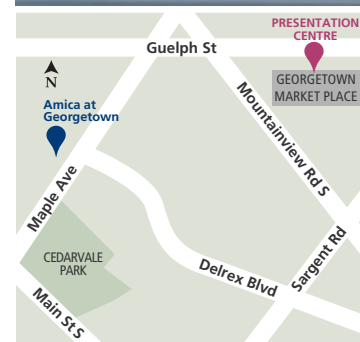 PRESENTATION
CENTRE
Guelph St
N
GEORGETOWN
MARKET PLACE
Amica at
Georgetown
Mountainview Rd S
Maple Ave
CEDARVALE
PARK
Delrex Blvd
Sargent Rd
Main St S